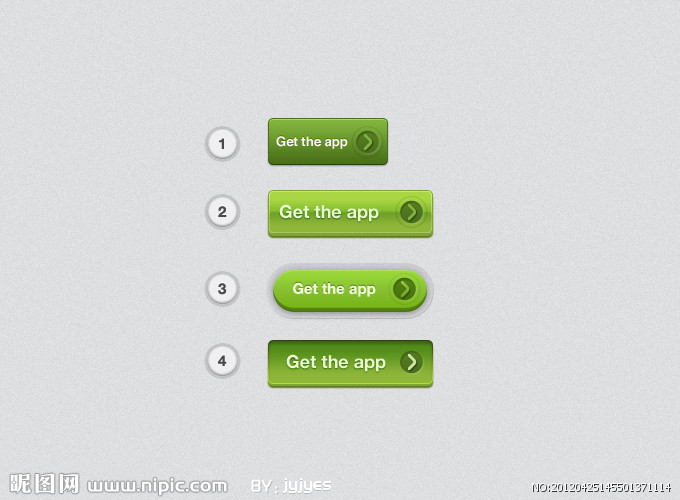 1 Get the app
2 Get the app
3 Get the app
4 Get the app
昵图网 www.nipic.com BY:jyjyes NO:20120425145501371114